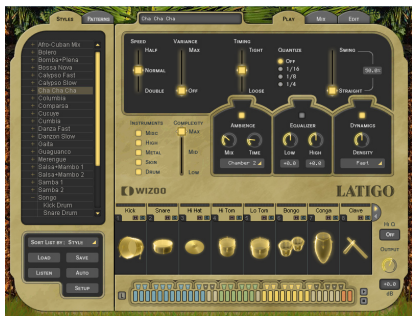 STYLES
PATTERNS
Cha Cha Cha
PLAY
MIX
EDIT
Afro-Cuban Mix
Bolero
Bomba+Plena
Bossa Nova
Calypso Fast
Calypso Slow
Cha Cha Cha
Columbia
Comparsa
Cucuye
Cumbia
Danza Fast
Danzon Slow
Gaita
Guaguanco
Merengue
Salsa+Mambo 1
Salsa+Mambo 2
Samba 1
Samba 2
Songo
Kick Drum
Snare Drum
SORT LIST BY: STYLE
LOAD
SAVE
LISTEN
AUTO
SETUP
SPEED
HALF
NORMAL
DOUBLE
VARIANCE
MAX
OFF
TIMING
TIGHT
LOOSE
QUANTIZE
OFF
1/16
1/8
1/4
SWING
50.0%
STRAIGHT
INSTRUMENTS
MISC
HIGH
METAL
SKIN
DRUM
COMPLEXITY
MAX
MID
LOW
AMBIENCE
MIX
TIME
Chamber 2
EQUALIZER
LOW
HIGH
+0.0
+0.0
DYNAMICS
DENSITY
Fast
WIZOO
LATIGO
Kick
Snare
Hi Hat
Hi Tom
Lo Tom
Bongo
Conga
Clave
HI Q
Off
OUTPUT
+0.0
dB